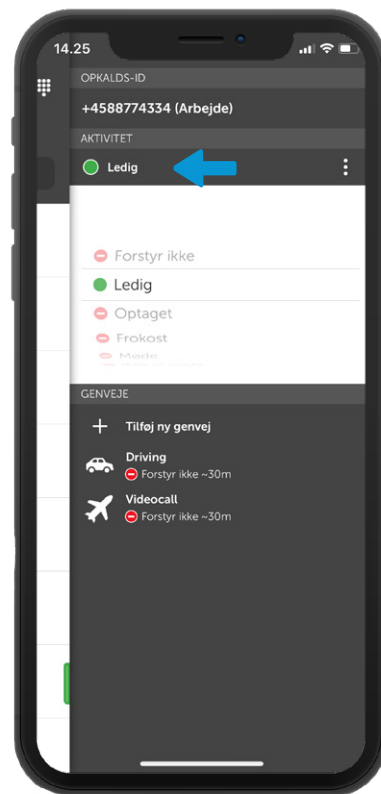 14.25
OPKALDS-ID
+4588774334 (Arbejde)
AKTIVITET
Ledig
Forstyr ikke
Ledig
Optaget
Frokost
Møde
GENVEJE
Tilføj ny genvej
Driving
Forstyr ikke ~30m
Videocall
Forstyr ikke ~30m